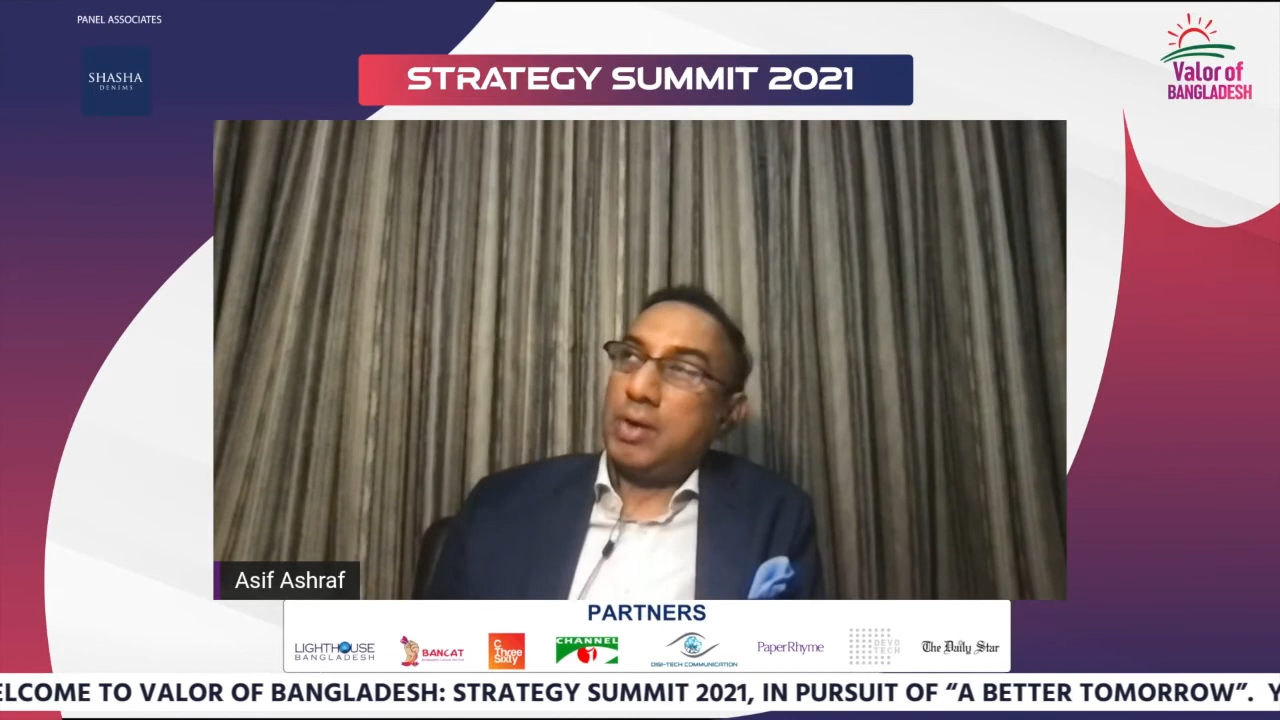 PANEL ASSOCIATES
SHASHA
DENIMS
STRATEGY SUMMIT 2021
Valor of
BANGLADESH
Asif Ashraf
PARTNERS
LIGHTHOUSE
BANGLADESH
BANCAT
C
Three
Sixty
CHANNEL
i
DIGI-TECH COMMUNICATION
PaperRhyme
DEVO
TECH
The Daily Star
ELCOME TO VALOR OF BANGLADESH: STRATEGY SUMMIT 2021, IN PURSUIT OF “A BETTER TOMORROW”. Y